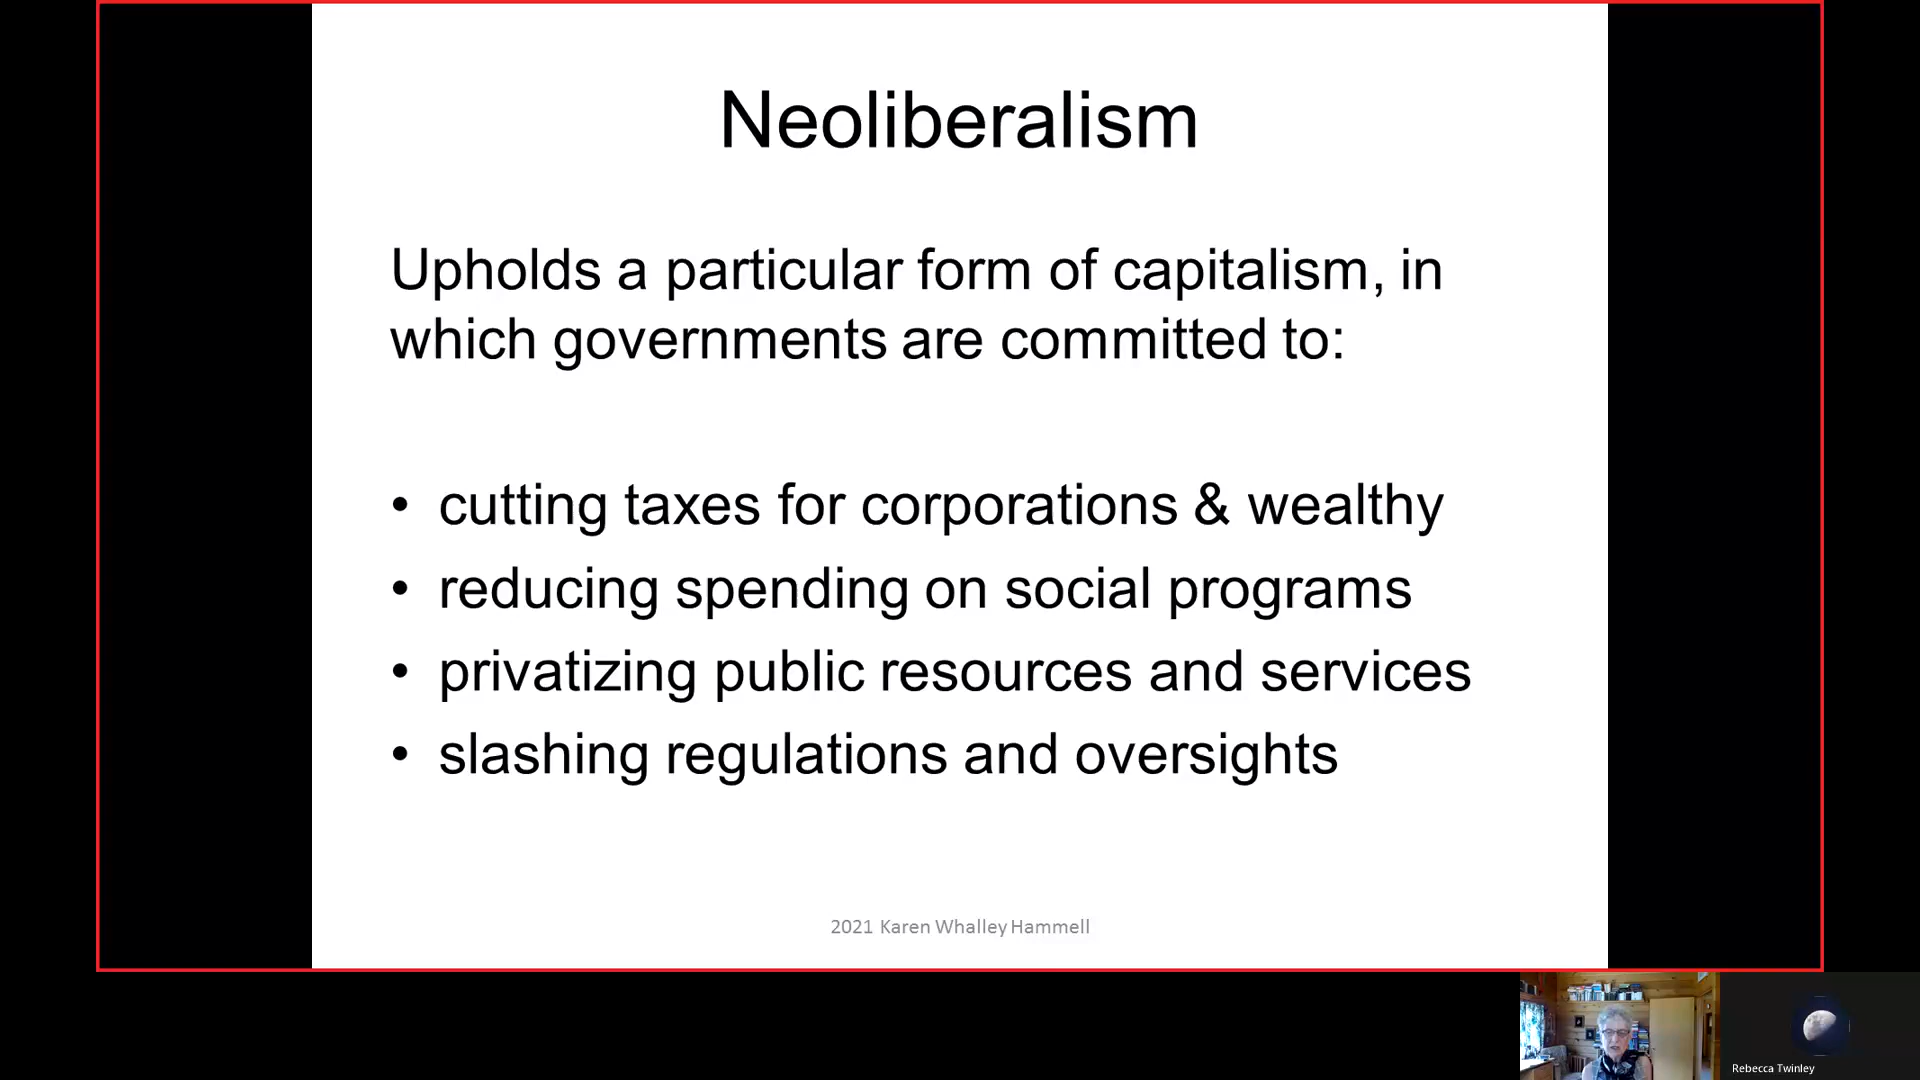 Neoliberalism
Upholds a particular form of capitalism, in
which governments are committed to:
• cutting taxes for corporations & wealthy
• reducing spending on social programs
• privatizing public resources and services
• slashing regulations and oversights
2021 Karen Whalley Hammell
Rebecca Twinley